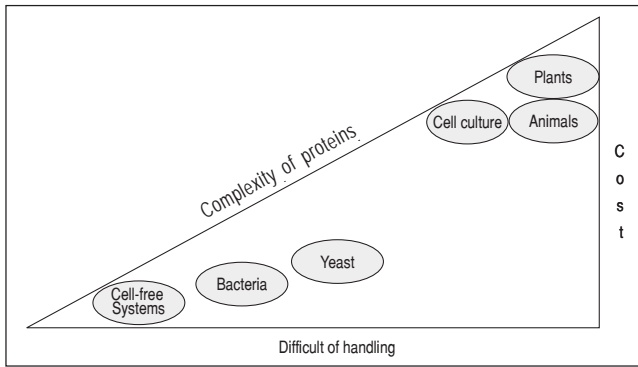 Plants
Cell culture
Animals
Complexity of proteins
C
o
s
t
Yeast
Bacteria
Cell-free
Systems
Difficult of handling